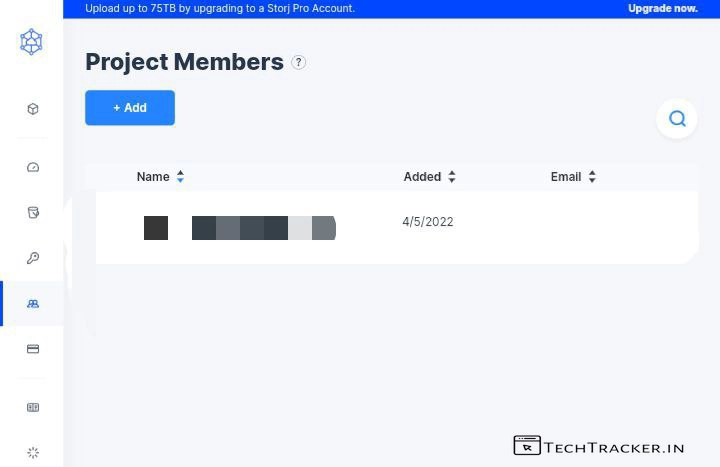 Upload up to 75TB by upgrading to a Storj Pro Account. Upgrade now.
Project Members ?
+ Add
Name Added Email
4/5/2022
TECHTRACKER.IN